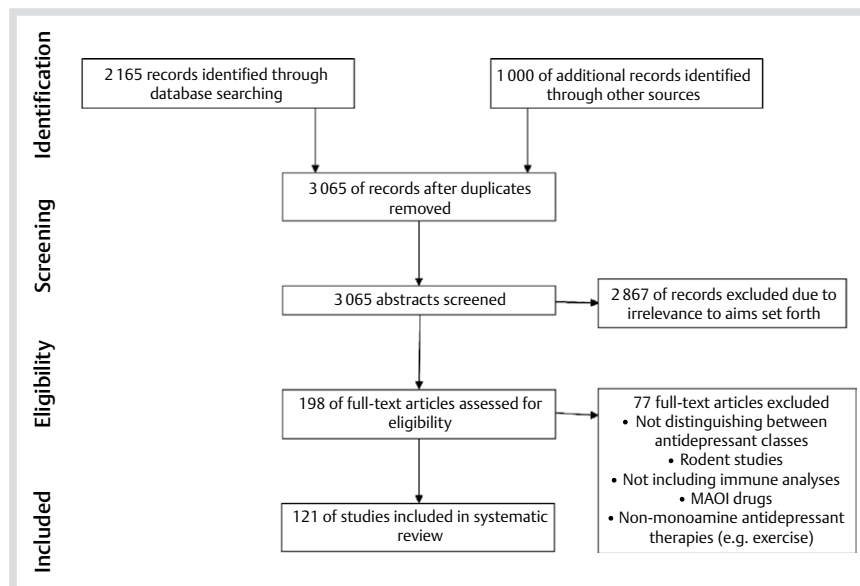 Identification
2 165 records identified through
database searching
1 000 of additional records identified
through other sources
3 065 of records after duplicates
removed
Screening
3 065 abstracts screened
2 867 of records excluded due to
irrelevance to aims set forth
Eligibility
198 of full-text articles assessed for
eligibility
77 full-text articles excluded
• Not distinguishing between
antidepressant classes
• Rodent studies
• Not including immune analyses
• MAOI drugs
• Non-monoamine antidepressant
therapies (e.g. exercise)
Included
121 of studies included in systematic
review